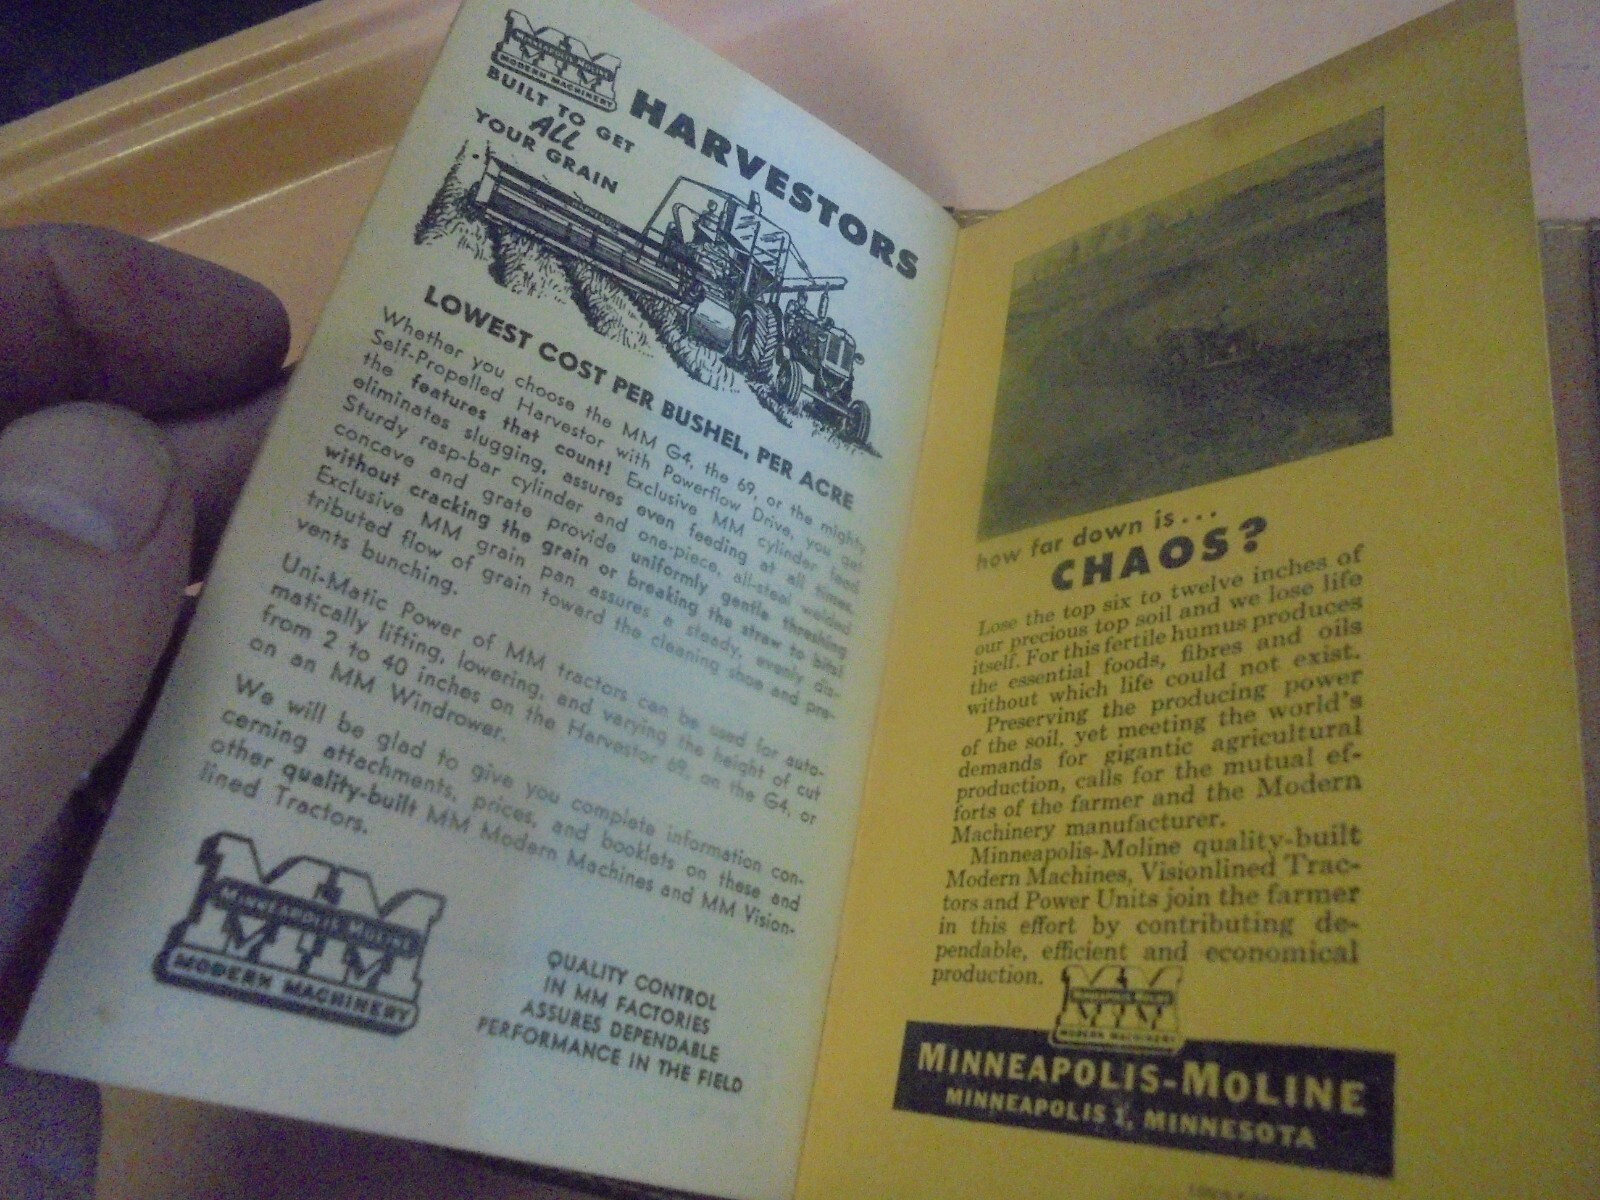 MM
MINNEAPOLIS-MOLINE
MODERN MACHINERY
BUILT TO GET
ALL
YOUR GRAIN
HARVESTORS
LOWEST COST PER BUSHEL, PER ACRE
Whether you choose the MM G4, the 69, or the mighty
Self-Propelled Harvestor with Powerflow Drive, you get
the features that count! Exclusive MM cylinder feed
eliminates slugging, assures even feeding at all times.
Sturdy rasp-bar cylinder and one-piece, all-steel welded
concave and grate provide uniformly gentle threshing
without cracking the grain or breaking the straw to bits!
Exclusive MM grain pan assures a steady, evenly dis-
tributed flow of grain toward the cleaning shoe and pre-
vents bunching.
Uni-Matic Power of MM tractors can be used for auto-
matically lifting, lowering, and varying the height of cut
from 2 to 40 inches on the Harvestor 69, on the G4, or
on an MM Windrower.
We will be glad to give you complete information con-
cerning attachments, prices, and booklets on these and
other quality-built MM Modern Machines and MM Vision-
lined Tractors.
MM
MINNEAPOLIS-MOLINE
MODERN MACHINERY
QUALITY CONTROL
IN MM FACTORIES
ASSURES DEPENDABLE
PERFORMANCE IN THE FIELD
how far down is...
CHAOS?
Lose the top six to twelve inches of
our precious top soil and we lose life
itself. For this fertile humus produces
the essential foods, fibres and oils
without which life could not exist.
Preserving the producing power
of the soil, yet meeting the world's
demands for gigantic agricultural
production, calls for the mutual ef-
forts of the farmer and the Modern
Machinery manufacturer.
Minneapolis-Moline quality-built
Modern Machines, Visionlined Trac-
tors and Power Units join the farmer
in this effort by contributing de-
pendable, efficient and economical
production.
MM
MINNEAPOLIS-MOLINE
MODERN MACHINERY
MINNEAPOLIS-MOLINE
MINNEAPOLIS 1, MINNESOTA